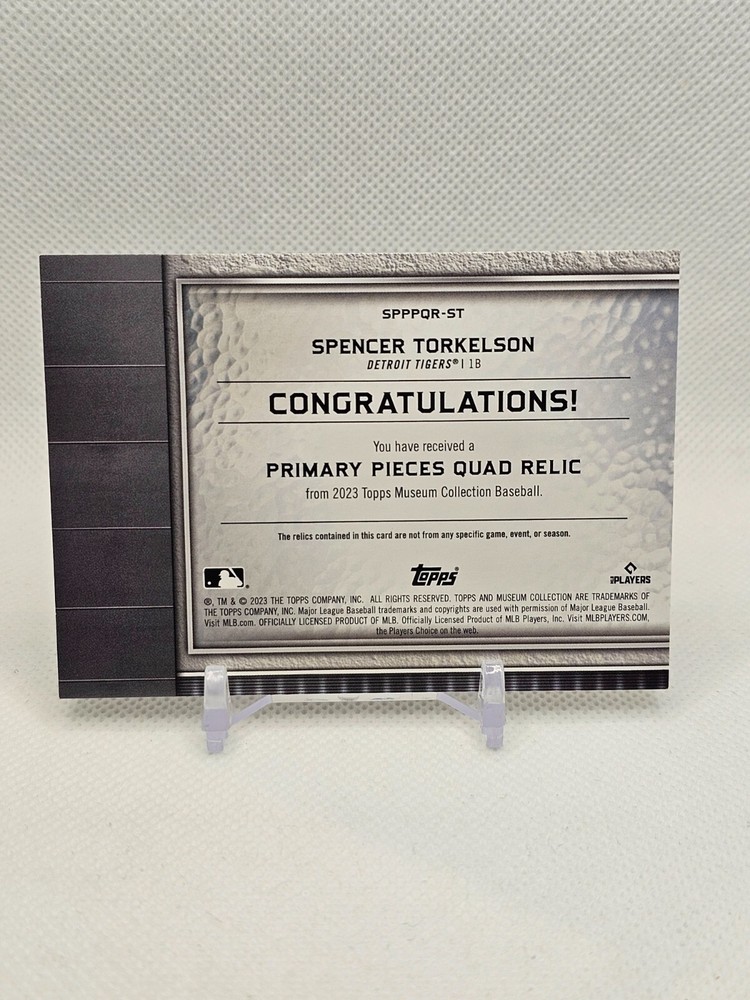 SPPPQR-ST
SPENCER TORKELSON
DETROIT TIGERS® | 1B
CONGRATULATIONS!
You have received a
PRIMARY PIECES QUAD RELIC
from 2023 Topps Museum Collection Baseball.
The relics contained in this card are not from any specific game, event, or season.
topps®
PLAYERS
®, TM & © 2023 THE TOPPS COMPANY, INC. ALL RIGHTS RESERVED. TOPPS AND MUSEUM COLLECTION ARE TRADEMARKS OF
THE TOPPS COMPANY, INC. Major League Baseball trademarks and copyrights are used with permission of Major League Baseball.
Visit MLB.com. OFFICIALLY LICENSED PRODUCT OF MLB. Officially Licensed Product of MLB Players, Inc. Visit MLBPLAYERS.COM,
the Players Choice on the web.